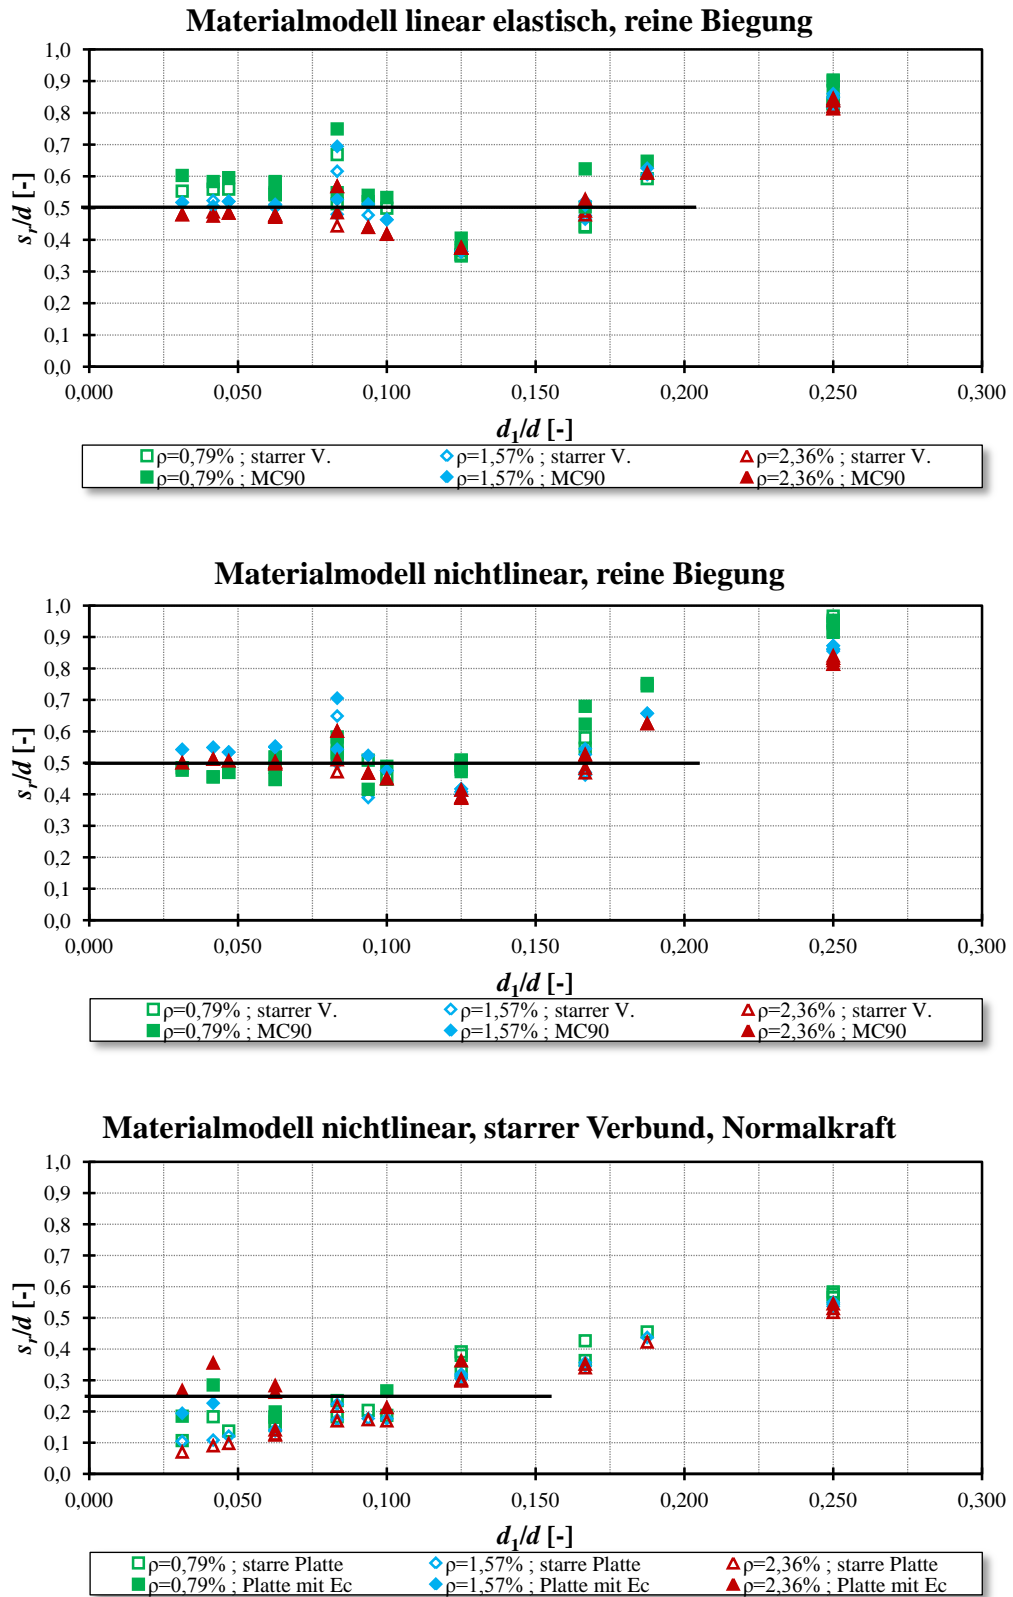 Materialmodell linear elastisch, reine Biegung
1,0
0,9
0,8
0,7
0,6
0,5
0,4
0,3
0,2
0,1
0,0
s_r/d [-]
0,000 0,050 0,100 0,150 0,200 0,250 0,300
d_1/d [-]
ρ=0,79% ; starrer V. ρ=1,57% ; starrer V. ρ=2,36% ; starrer V.
ρ=0,79% ; MC90 ρ=1,57% ; MC90 ρ=2,36% ; MC90
Materialmodell nichtlinear, reine Biegung
1,0
0,9
0,8
0,7
0,6
0,5
0,4
0,3
0,2
0,1
0,0
s_r/d [-]
0,000 0,050 0,100 0,150 0,200 0,250 0,300
d_1/d [-]
ρ=0,79% ; starrer V. ρ=1,57% ; starrer V. ρ=2,36% ; starrer V.
ρ=0,79% ; MC90 ρ=1,57% ; MC90 ρ=2,36% ; MC90
Materialmodell nichtlinear, starrer Verbund, Normalkraft
1,0
0,9
0,8
0,7
0,6
0,5
0,4
0,3
0,2
0,1
0,0
s_r/d [-]
0,000 0,050 0,100 0,150 0,200 0,250 0,300
d_1/d [-]
ρ=0,79% ; starre Platte ρ=1,57% ; starre Platte ρ=2,36% ; starre Platte
ρ=0,79% ; Platte mit Ec ρ=1,57% ; Platte mit Ec ρ=2,36% ; Platte mit Ec